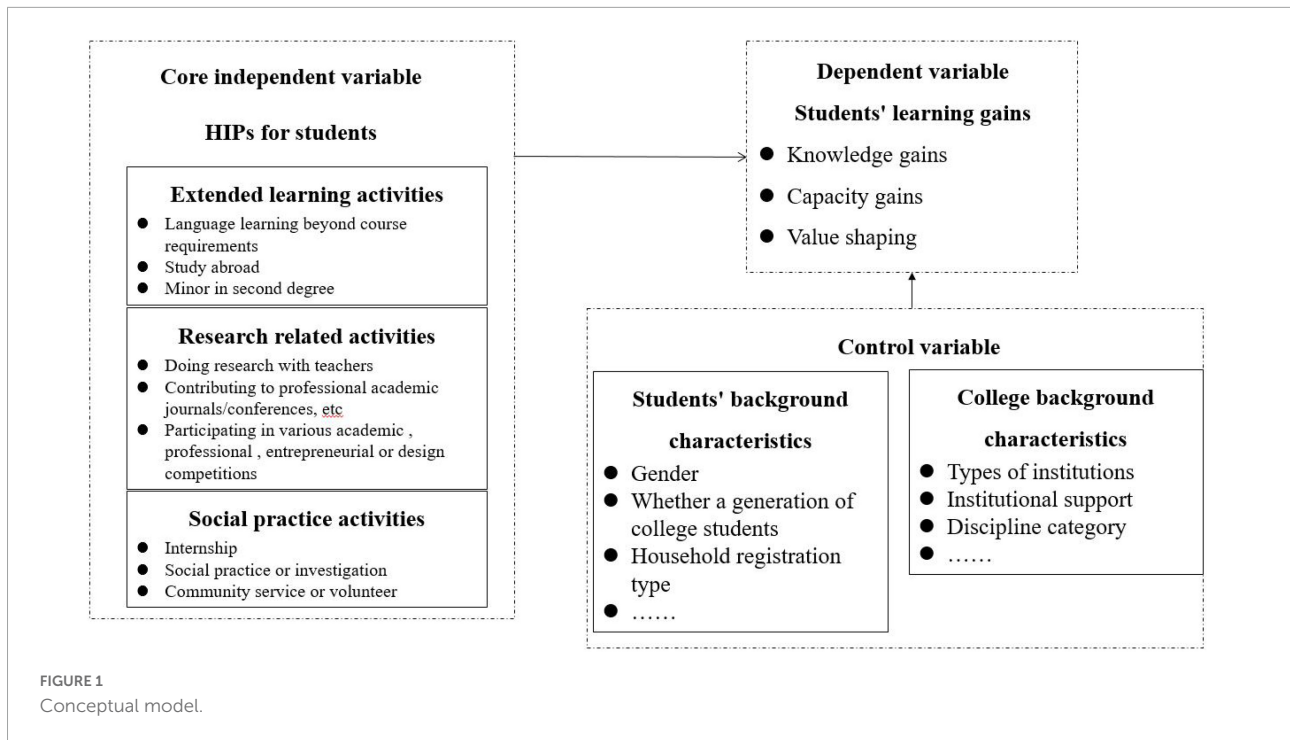 Core independent variable
HIPs for students
Extended learning activities
● Language learning beyond course
requirements
● Study abroad
● Minor in second degree
Research related activities
● Doing research with teachers
● Contributing to professional academic
journals/conferences, etc
● Participating in various academic ,
professional , entrepreneurial or design
competitions
Social practice activities
● Internship
● Social practice or investigation
● Community service or volunteer
Dependent variable
Students' learning gains
● Knowledge gains
● Capacity gains
● Value shaping
Control variable
Students' background
characteristics
● Gender
● Whether a generation of
college students
● Household registration
type
● ……
College background
characteristics
● Types of institutions
● Institutional support
● Discipline category
● ……
FIGURE 1
Conceptual model.